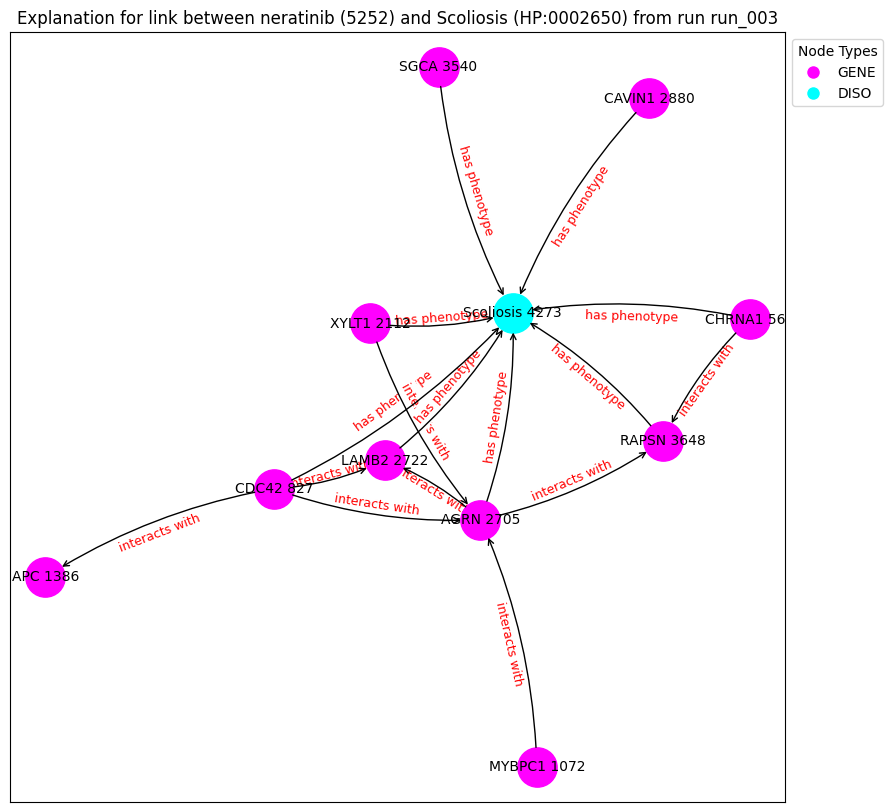 Explanation for link between neratinib (5252) and Scoliosis (HP:0002650) from run run_003
Node Types
GENE
DISO
SGCA 3540
CAVIN1 2880
has phenotype
has phenotype
Scoliosis 4273
XYLT1 2112
has phenotype
has phenotype
CHRNA1 56
has phenotype
has phenotype
has phenotype
interacts with
has phenotype
RAPSN 3648
LAMB2 2722
interacts with
CDC42 827
interacts with
interacts with
interacts with
AGRN 2705
interacts with
APC 1386
interacts with
MYBPC1 1072